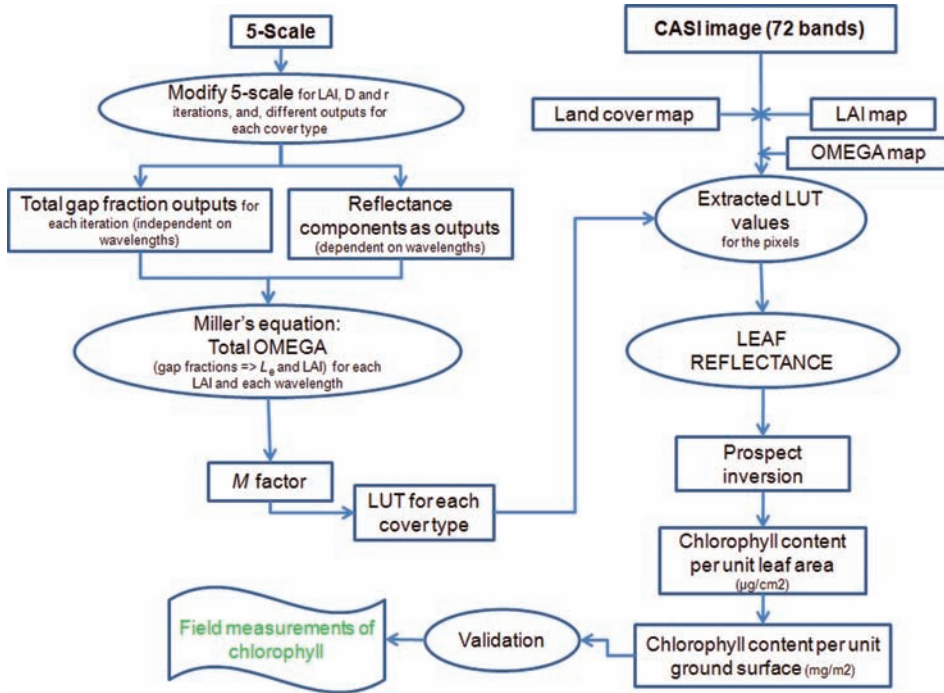 5-Scale
Modify 5-scale for LAI, D and r
iterations, and, different outputs for
each cover type
Total gap fraction outputs for
each iteration (independent on
wavelengths)
Reflectance
components as outputs
(dependent on wavelengths)
Miller's equation:
Total OMEGA
(gap fractions => Le and LAI) for each
LAI and each wavelength
M factor
LUT for each
cover type
CASI image (72 bands)
Land cover map
LAI map
OMEGA map
Extracted LUT
values
for the pixels
LEAF
REFLECTANCE
Prospect
inversion
Chlorophyll content
per unit leaf area
(µg/cm2)
Chlorophyll content per unit
ground surface (mg/m2)
Validation
Field measurements of
chlorophyll